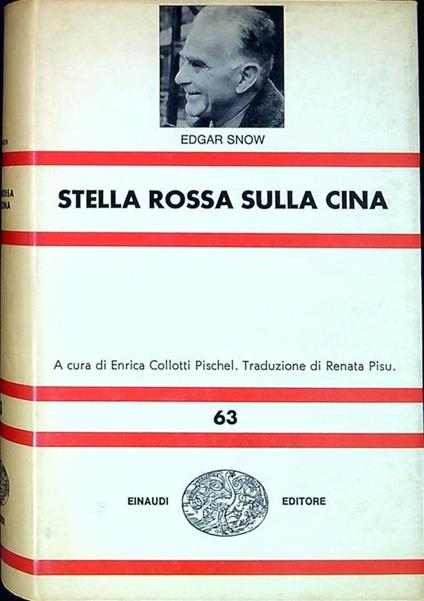 EDGAR SNOW
STELLA ROSSA SULLA CINA
A cura di Enrica Collotti Pischel. Traduzione di Renata Pisu.
63
EINAUDI EDITORE